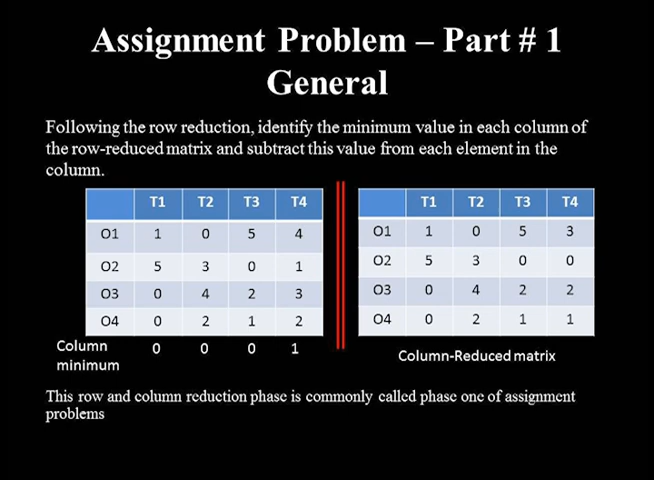 Assignment Problem – Part # 1
General
Following the row reduction, identify the minimum value in each column of
the row-reduced matrix and subtract this value from each element in the
column.
T1 T2 T3 T4
O1 1 0 5 4
O2 5 3 0 1
O3 0 4 2 3
O4 0 2 1 2
Column
minimum 0 0 0 1
T1 T2 T3 T4
O1 1 0 5 3
O2 5 3 0 0
O3 0 4 2 2
O4 0 2 1 1
Column-Reduced matrix
This row and column reduction phase is commonly called phase one of assignment
problems